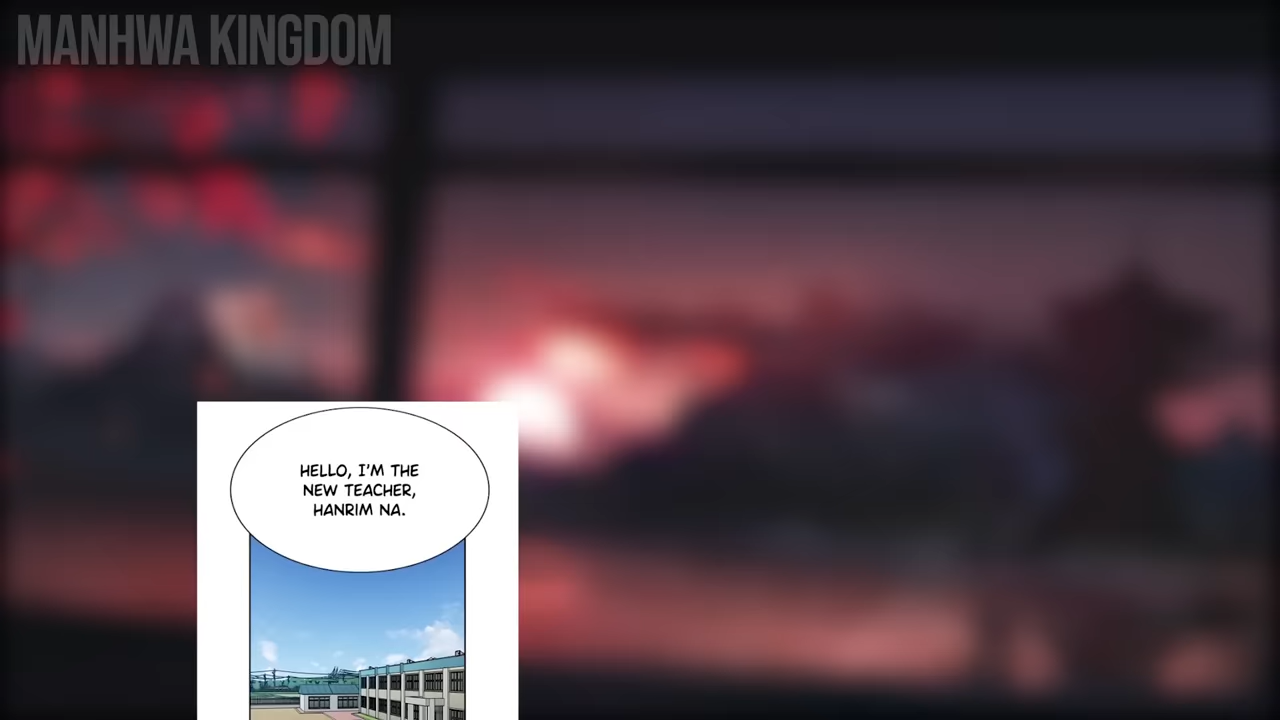 MANHWA KINGDOM
HELLO, I'M THE
NEW TEACHER,
HANRIM NA.